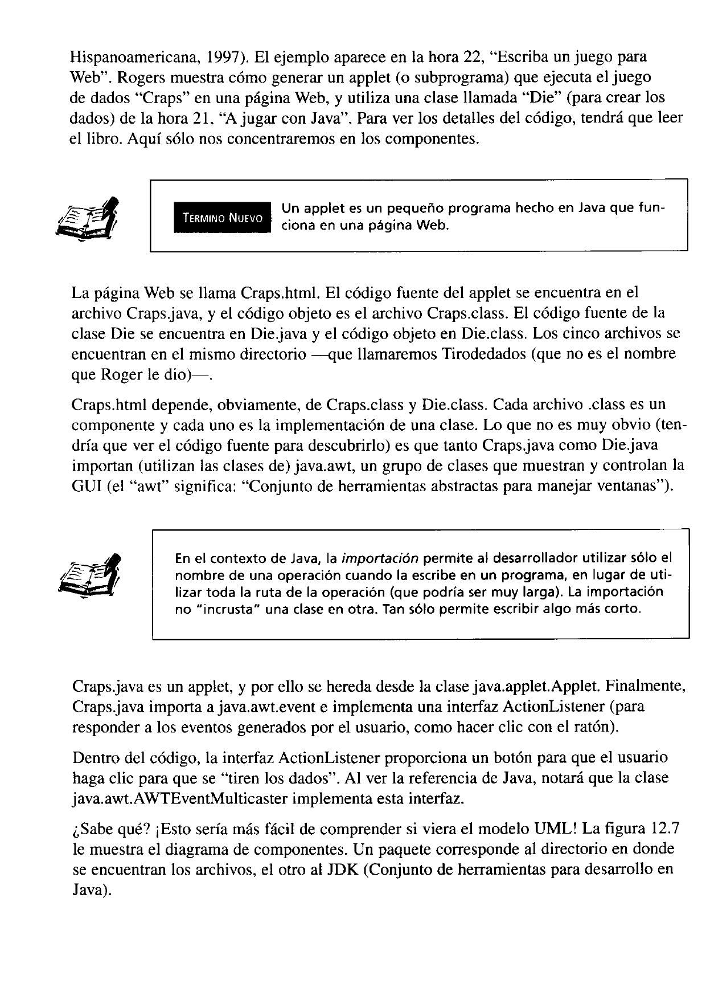 Hispanoamericana, 1997). El ejemplo aparece en la hora 22, “Escriba un juego para
Web”. Rogers muestra cómo generar un applet (o subprograma) que ejecuta el juego
de dados “Craps” en una página Web, y utiliza una clase llamada “Die” (para crear los
dados) de la hora 21, “A jugar con Java”. Para ver los detalles del código, tendrá que leer
el libro. Aquí sólo nos concentraremos en los componentes.
TÉRMINO NUEVO
Un applet es un pequeño programa hecho en Java que fun-
ciona en una página Web.
La página Web se llama Craps.html. El código fuente del applet se encuentra en el
archivo Craps.java, y el código objeto es el archivo Craps.class. El código fuente de la
clase Die se encuentra en Die.java y el código objeto en Die.class. Los cinco archivos se
encuentran en el mismo directorio —que llamaremos Tirodedados (que no es el nombre
que Roger le dio)—.
Craps.html depende, obviamente, de Craps.class y Die.class. Cada archivo .class es un
componente y cada uno es la implementación de una clase. Lo que no es muy obvio (ten-
dría que ver el código fuente para descubrirlo) es que tanto Craps.java como Die.java
importan (utilizan las clases de) java.awt, un grupo de clases que muestran y controlan la
GUI (el “awt” significa: “Conjunto de herramientas abstractas para manejar ventanas”).
En el contexto de Java, la importación permite al desarrollador utilizar sólo el
nombre de una operación cuando la escribe en un programa, en lugar de uti-
lizar toda la ruta de la operación (que podría ser muy larga). La importación
no "incrusta" una clase en otra. Tan sólo permite escribir algo más corto.
Craps.java es un applet, y por ello se hereda desde la clase java.applet.Applet. Finalmente,
Craps.java importa a java.awt.event e implementa una interfaz ActionListener (para
responder a los eventos generados por el usuario, como hacer clic con el ratón).
Dentro del código, la interfaz ActionListener proporciona un botón para que el usuario
haga clic para que se “tiren los dados”. Al ver la referencia de Java, notará que la clase
java.awt.AWTEventMulticaster implementa esta interfaz.
¿Sabe qué? ¡Esto sería más fácil de comprender si viera el modelo UML! La figura 12.7
le muestra el diagrama de componentes. Un paquete corresponde al directorio en donde
se encuentran los archivos, el otro al JDK (Conjunto de herramientas para desarrollo en
Java).